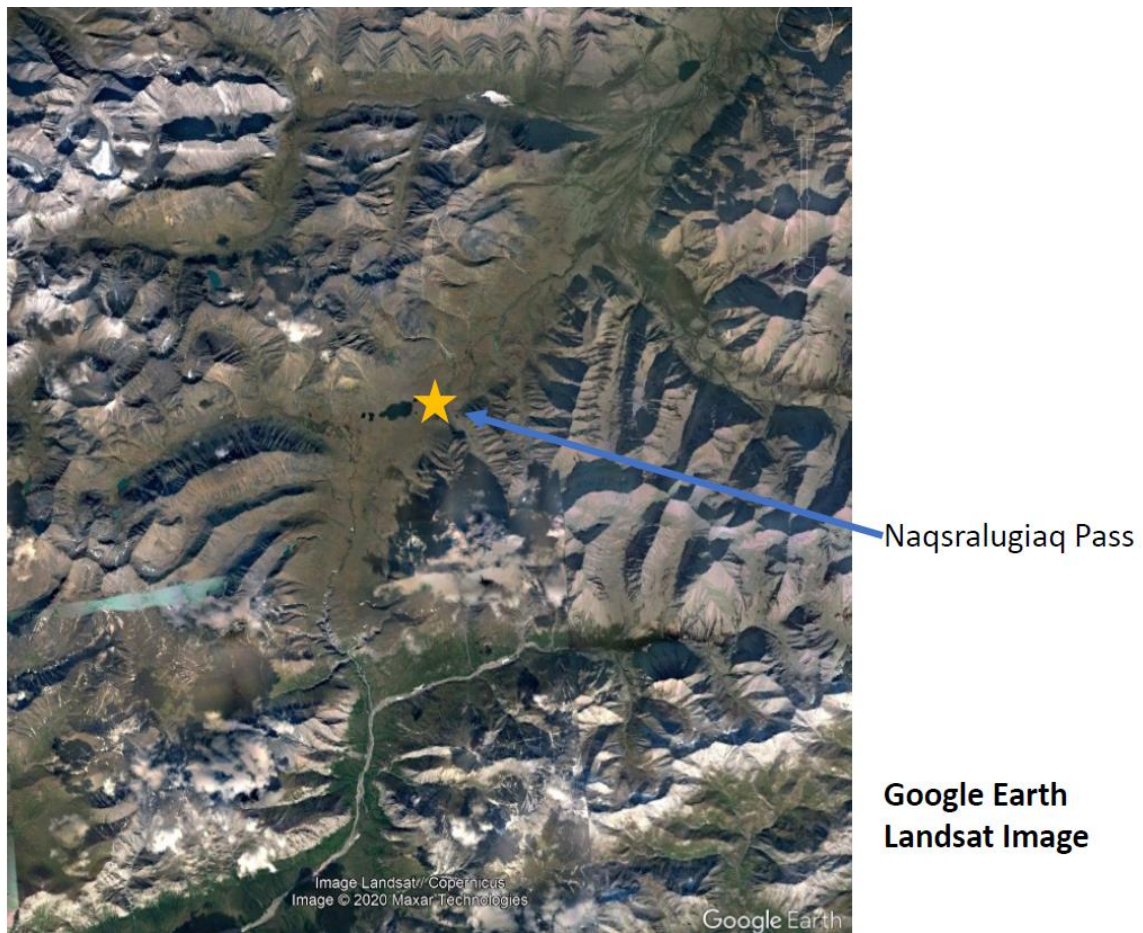 Naqsralugiaq Pass
Google Earth
Landsat Image
Image Landsat / Copernicus
Image © 2020 Maxar Technologies
Google Earth